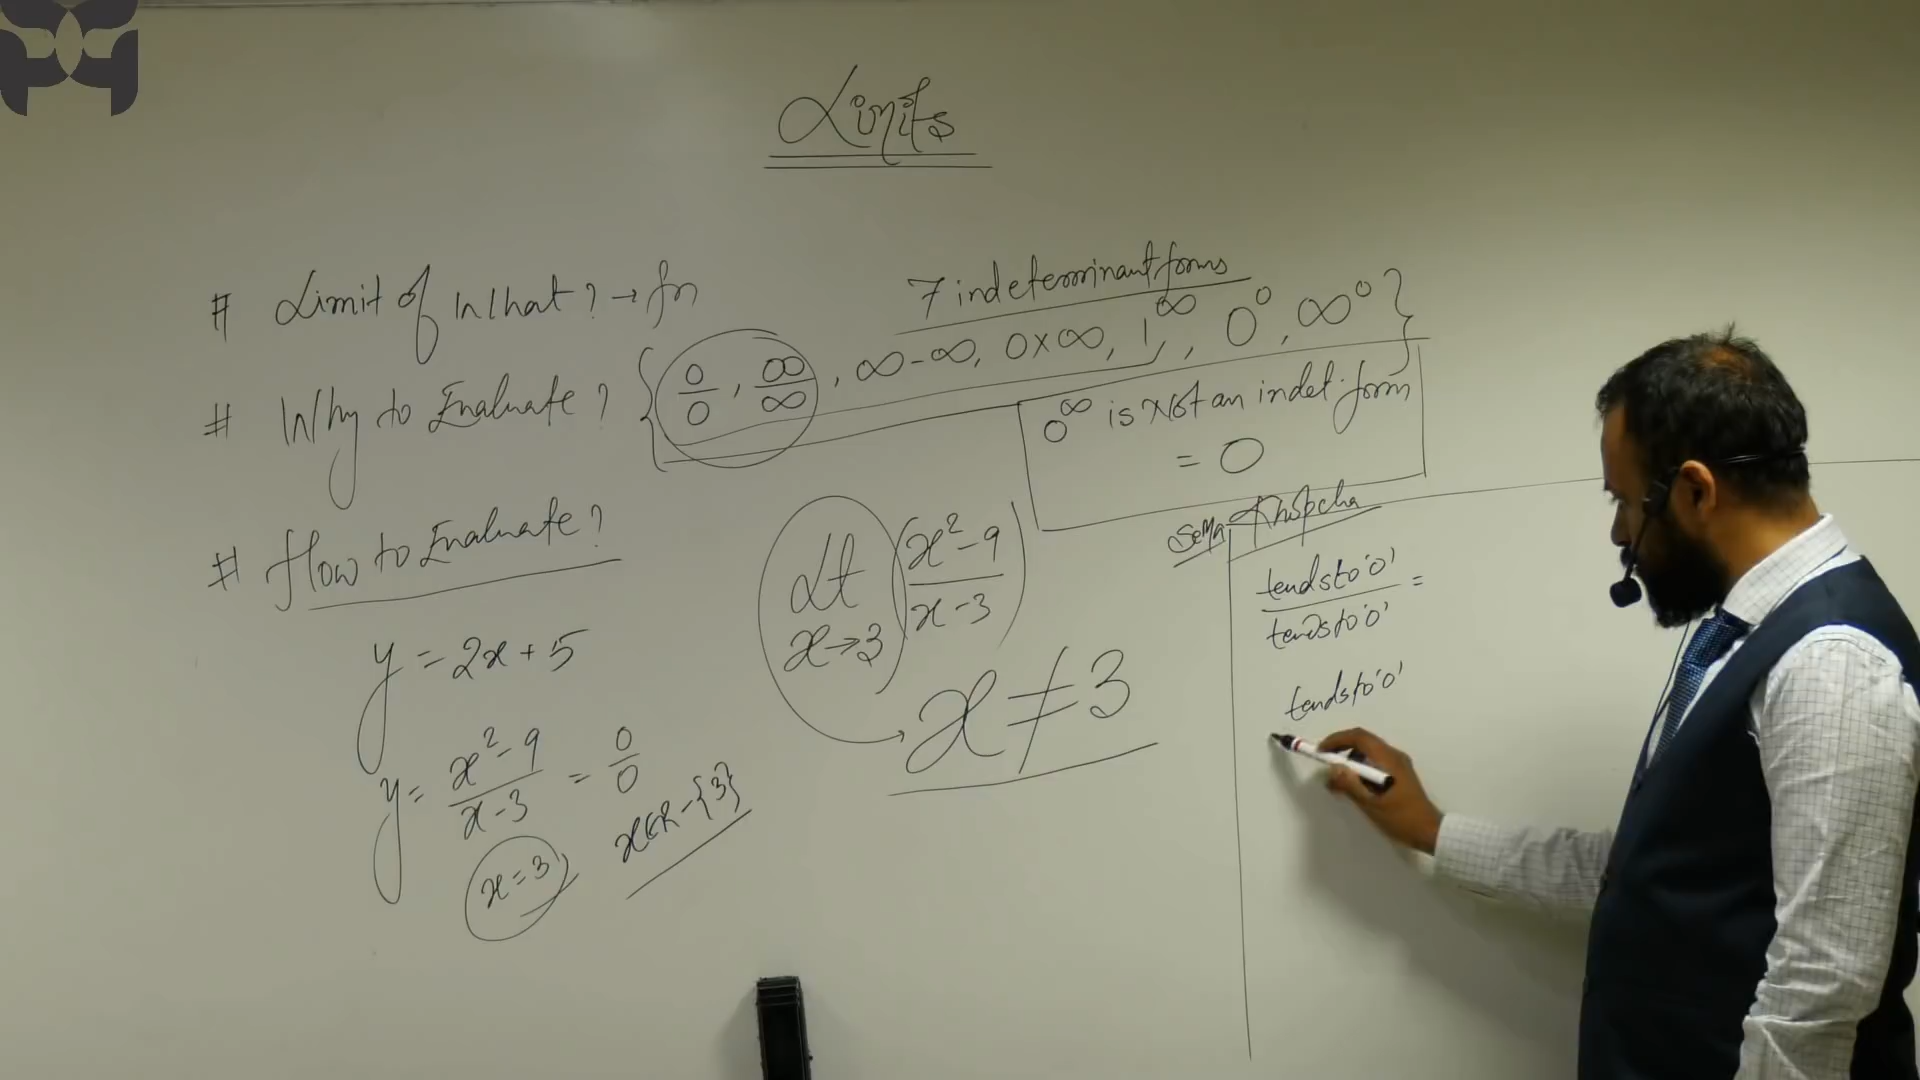 Limits
# Limit of What? → fn
7 indeterminant forms
# Why to Evaluate? { 0/0, ∞/∞, ∞-∞, 0×∞, 1^∞, 0^0, ∞^0 }
0^∞ is Not an indet. form
= 0
# How to Evaluate?
y = 2x + 5
y = (x²-9)/(x-3) = 0/0
x = 3
x∈R-{3}
Lt x→3 ((x²-9)/(x-3))
x ≠ 3
tends to '0' / tends to '0' =
tends to '0'